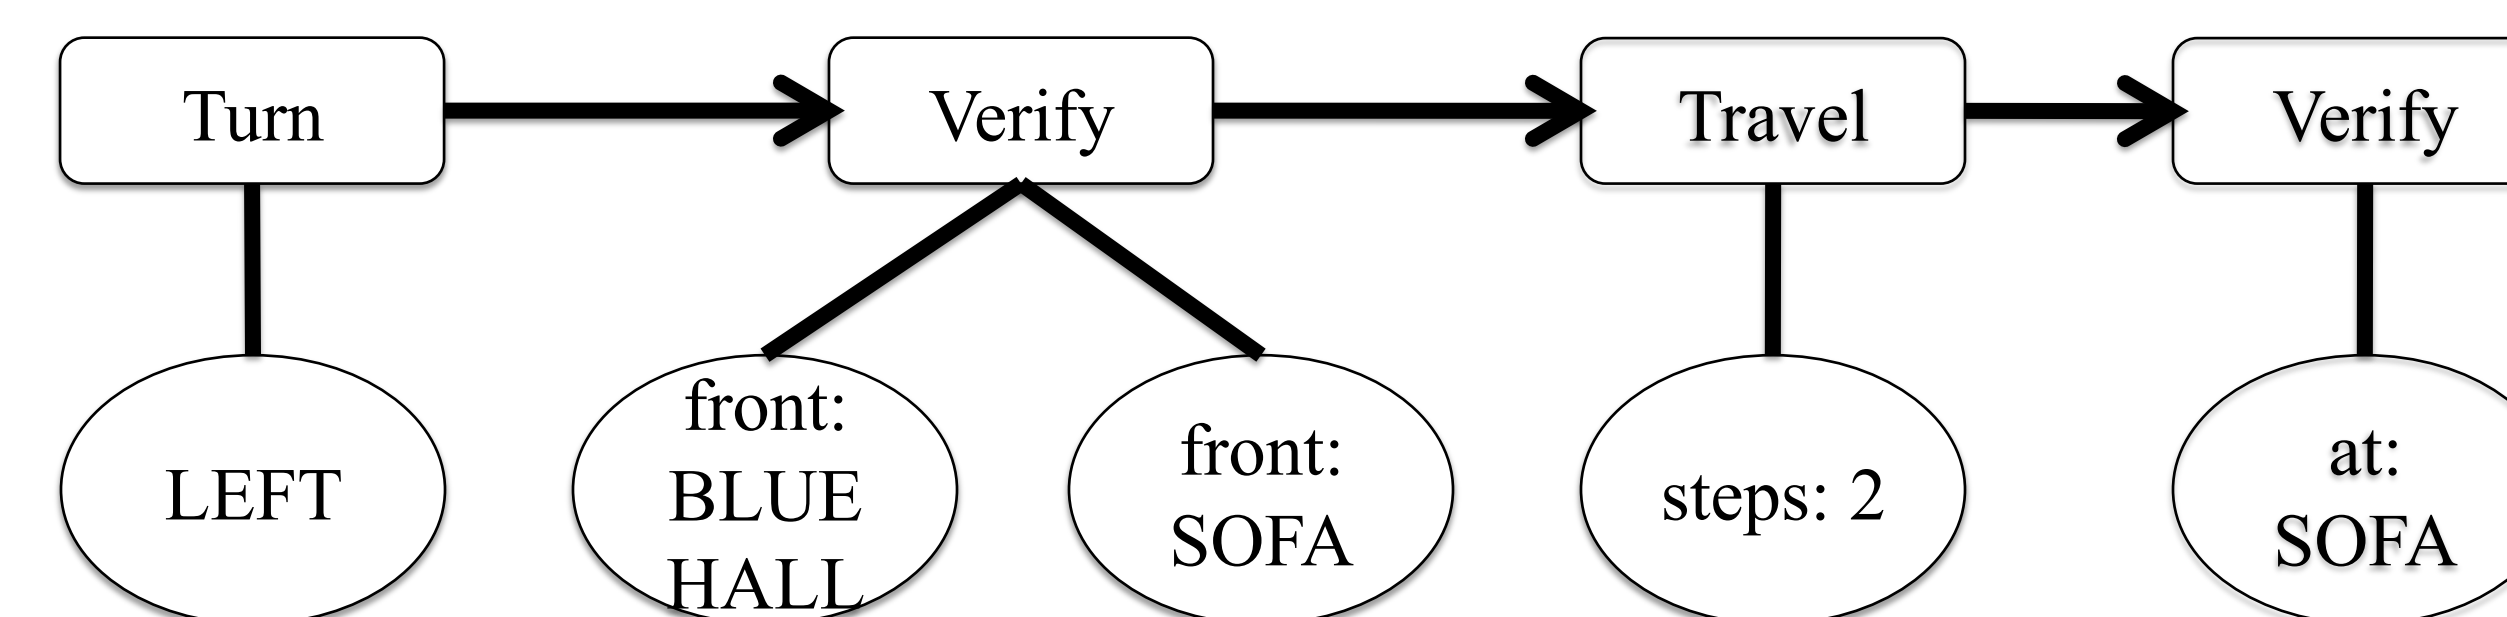 Turn
Verify
Travel
Verify
LEFT
front:
BLUE
HALL
front:
SOFA
steps: 2
at:
SOFA